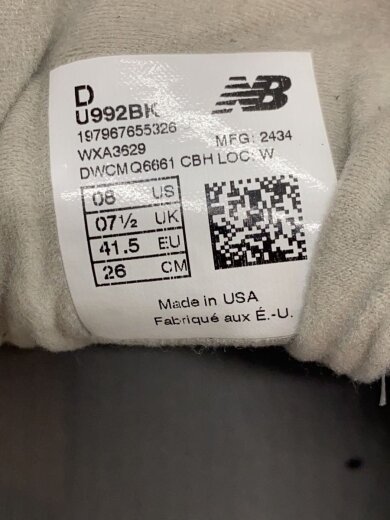 D
NB
U992BK
197967655326
WXA3629
MFG: 2434
DWCMQ6661 CBH LOC: W
08 US
07½ UK
41.5 EU
26 CM
Made in USA
Fabriqué aux É.-U.